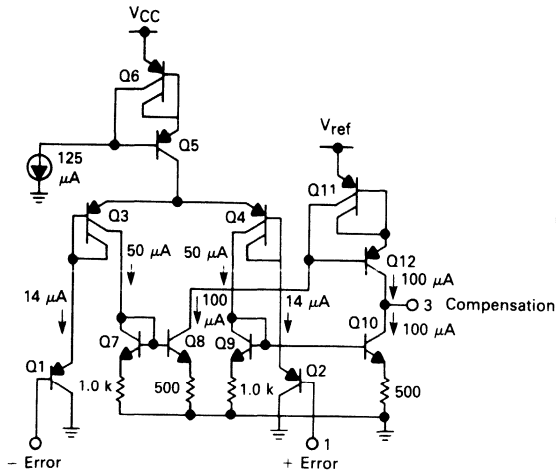 VCC
Q6
Vref
125
μA
Q5
Q11
Q3
Q4
50 μA
50 μA
Q12
100 μA
14 μA
100
μA
14 μA
3 Compensation
100 μA
Q10
Q7
Q8
Q9
Q1
Q2
1.0 k
500
1.0 k
500
1
– Error
+ Error